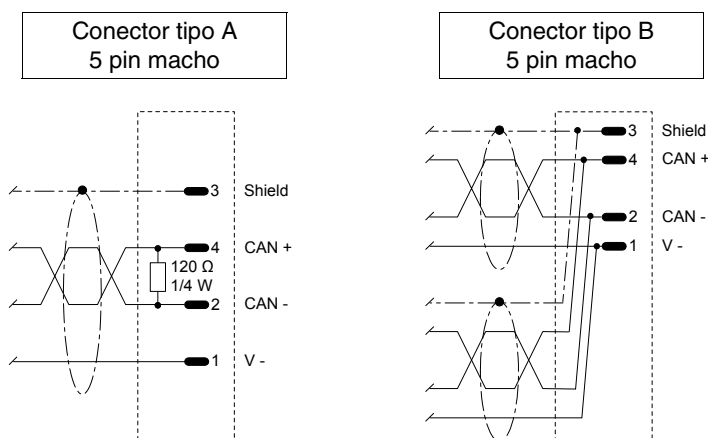 Conector tipo A
5 pin macho
3 Shield
4 CAN +
120 Ω
1/4 W
2 CAN -
1 V -
Conector tipo B
5 pin macho
3 Shield
4 CAN +
2 CAN -
1 V -